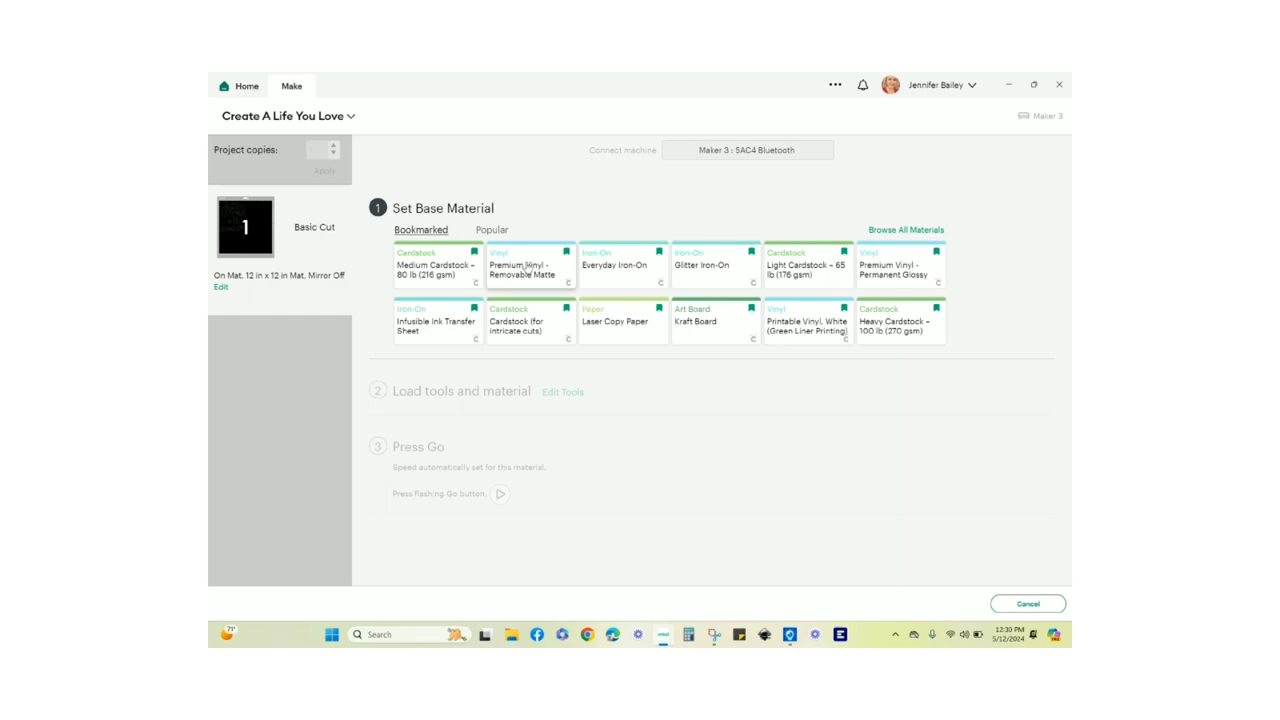 Home
Make
Jennifer Bailey
Create A Life You Love
Maker 3
Project copies:
Apply
1
Basic Cut
On Mat, 12 in x 12 in Mat, Mirror Off
Edit
Connect machine
Maker 3 : SAC4 Bluetooth
1 Set Base Material
Bookmarked
Popular
Browse All Materials
Cardstock
Medium Cardstock –
80 lb (216 gsm)
Vinyl
Premium Vinyl -
Removable Matte
Iron-On
Everyday Iron-On
Iron-On
Glitter Iron-On
Cardstock
Light Cardstock – 65
lb (176 gsm)
Vinyl
Premium Vinyl -
Permanent Glossy
Iron-On
Infusible Ink Transfer
Sheet
Cardstock
Cardstock (for
intricate cuts)
Paper
Laser Copy Paper
Art Board
Kraft Board
Vinyl
Printable Vinyl, White
(Green Liner Printing)
Cardstock
Heavy Cardstock –
100 lb (270 gsm)
2 Load tools and material
Edit Tools
3 Press Go
Speed automatically set for this material.
Press flashing Go button.
Cancel
71°
Search
12:30 PM
5/12/2024